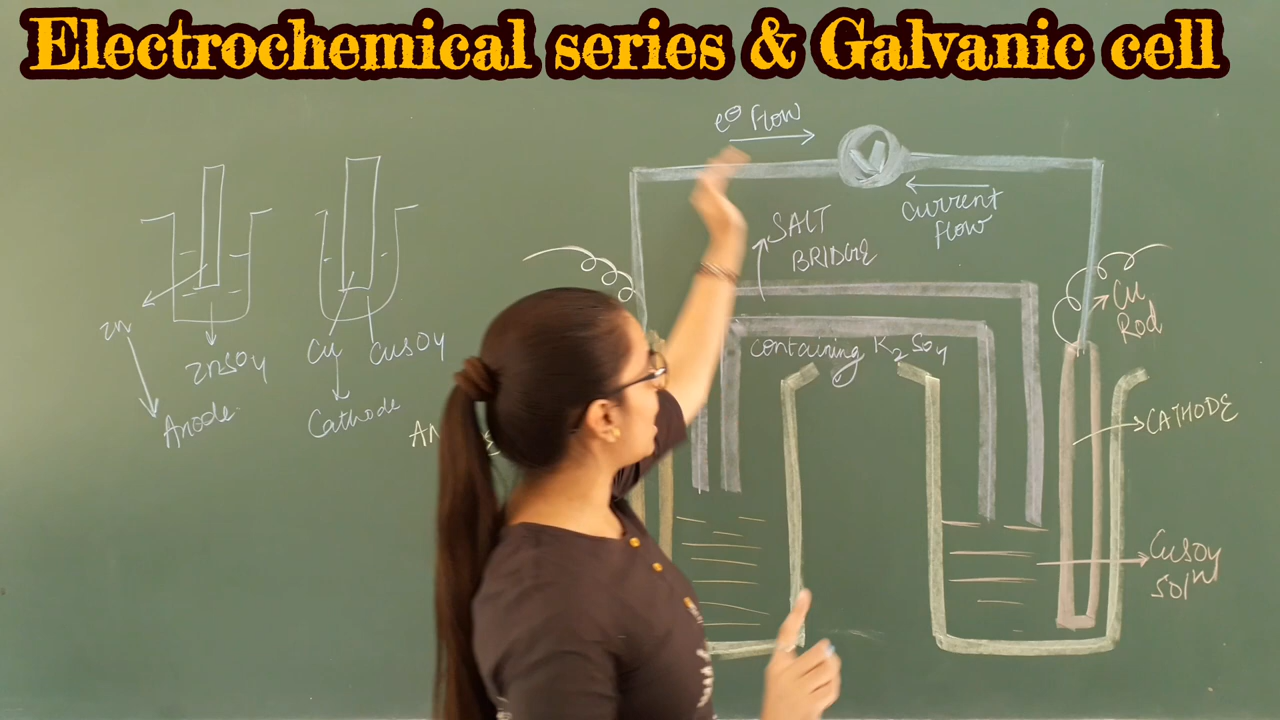 Electrochemical series & Galvanic cell
e⊖ flow
V
Current
flow
SALT
BRIDGE
containing K2SO4
Cu
Rod
CATHODE
CuSO4
Soln
Zn
ZnSO4
Anode
Cu
CuSO4
Cathode